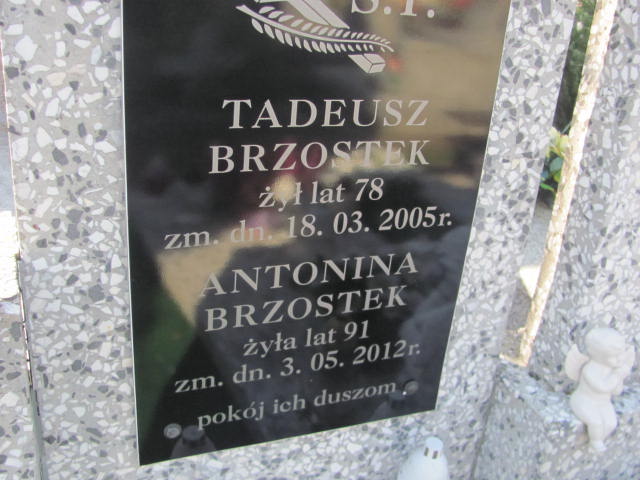 Ś.P.
TADEUSZ
BRZOSTEK
żył lat 78
zm. dn. 18. 03. 2005r.
ANTONINA
BRZOSTEK
żyła lat 91
zm. dn. 3. 05. 2012r.
pokój ich duszom